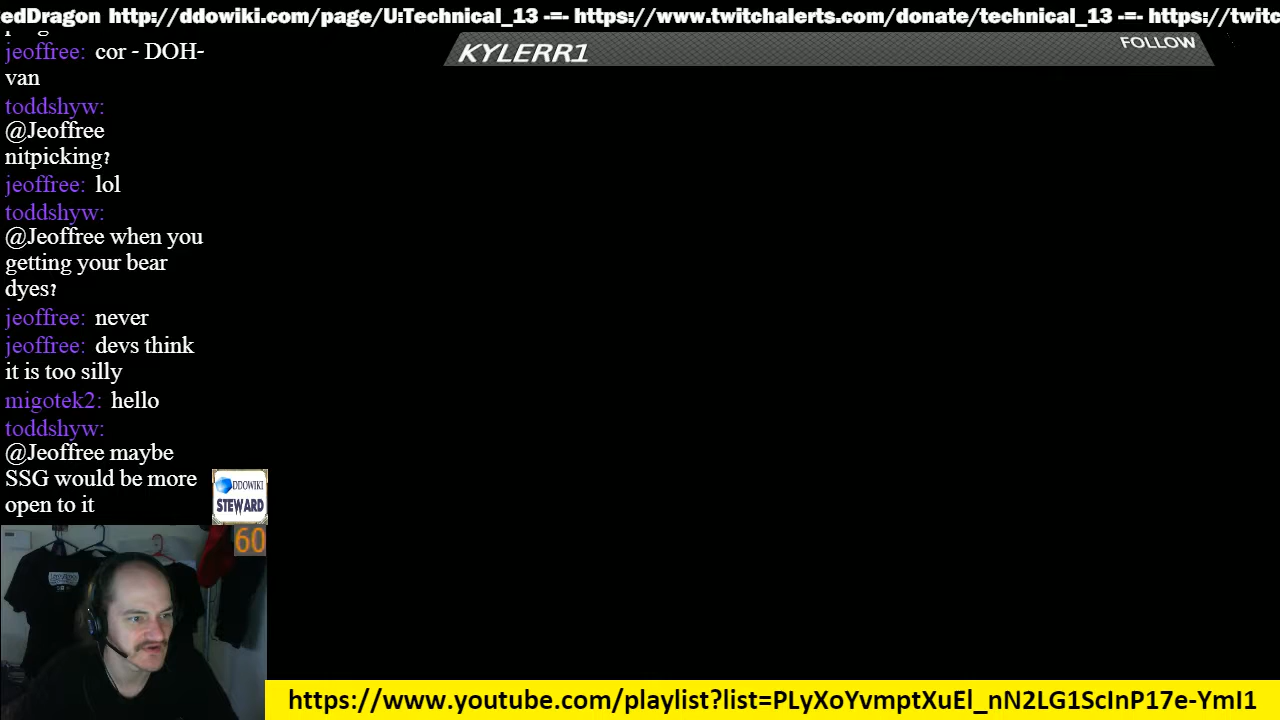 edDragon http://ddowiki.com/page/U:Technical_13 -=- https://www.twitchalerts.com/donate/technical_13 -=- https://twitc
jeoffree: cor - DOH-
van
toddshyw:
@Jeoffree
nitpicking?
jeoffree: lol
toddshyw:
@Jeoffree when you
getting your bear
dyes?
jeoffree: never
jeoffree: devs think
it is too silly
migotek2: hello
toddshyw:
@Jeoffree maybe
SSG would be more
open to it
KYLERR1
FOLLOW
DDOWIKI
STEWARD
60
https://www.youtube.com/playlist?list=PLyXoYvmptXuEl_nN2LG1ScInP17e-YmI1